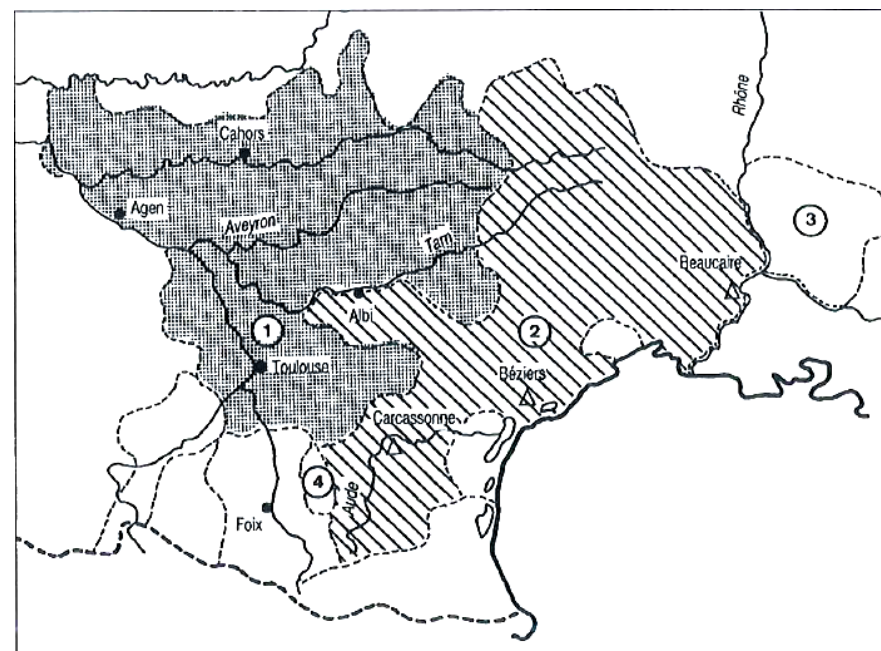 Rhône
Cahors
Agen
Aveyron
Tarn
3
Beaucaire
Albi
1
2
Toulouse
Béziers
Carcassonne
4
Aude
Foix